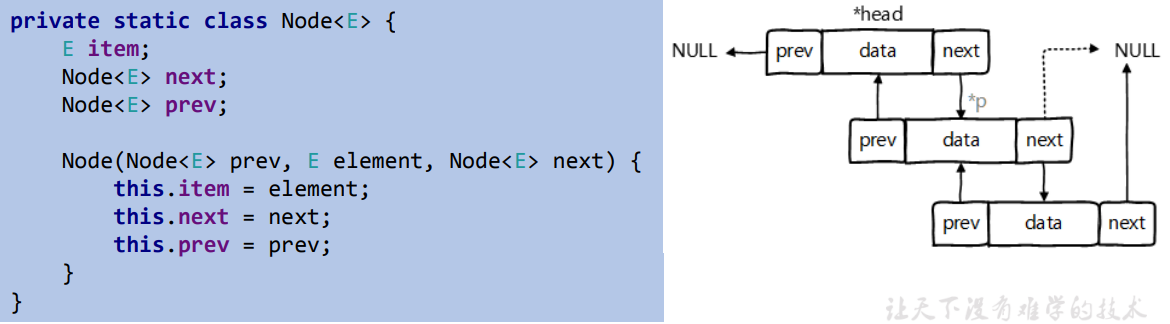 private static class Node<E> {
    E item;
    Node<E> next;
    Node<E> prev;
    Node(Node<E> prev, E element, Node<E> next) {
        this.item = element;
        this.next = next;
        this.prev = prev;
    }
}
*head
NULL prev data next NULL
*p
prev data next
prev data next
让天下没有难学的技术